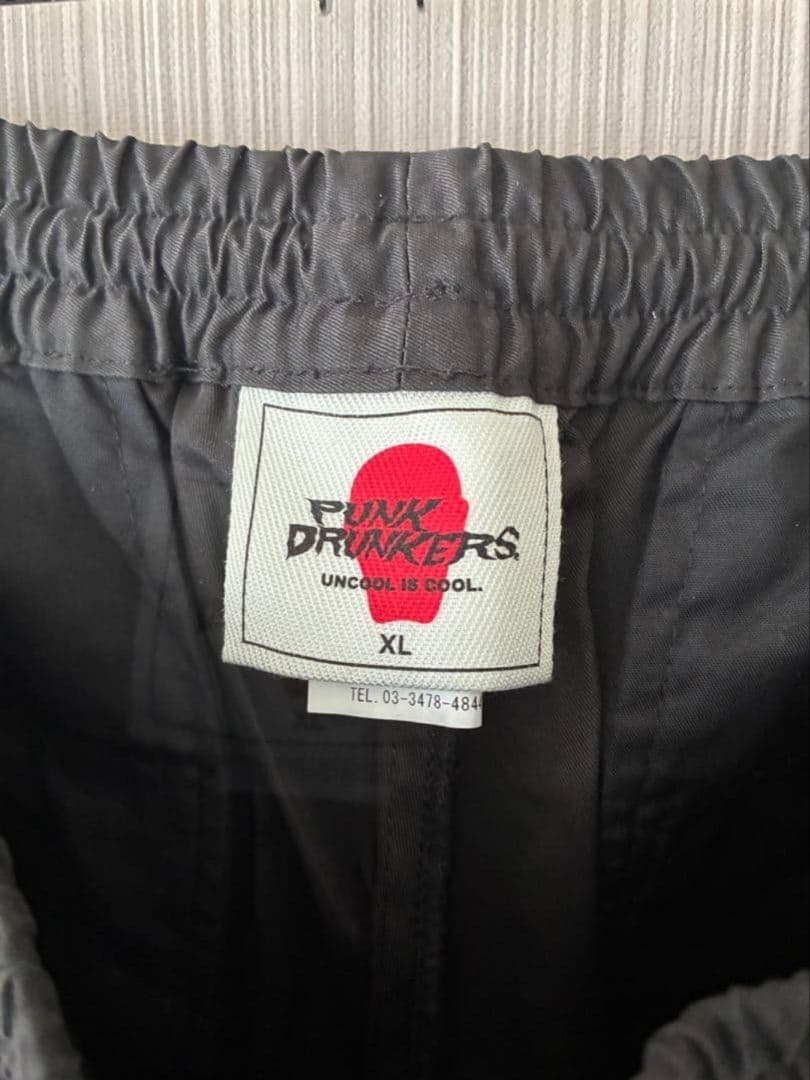 PUNK
DRUNKERS.
UNCOOL IS COOL.
XL
TEL. 03-3478-484